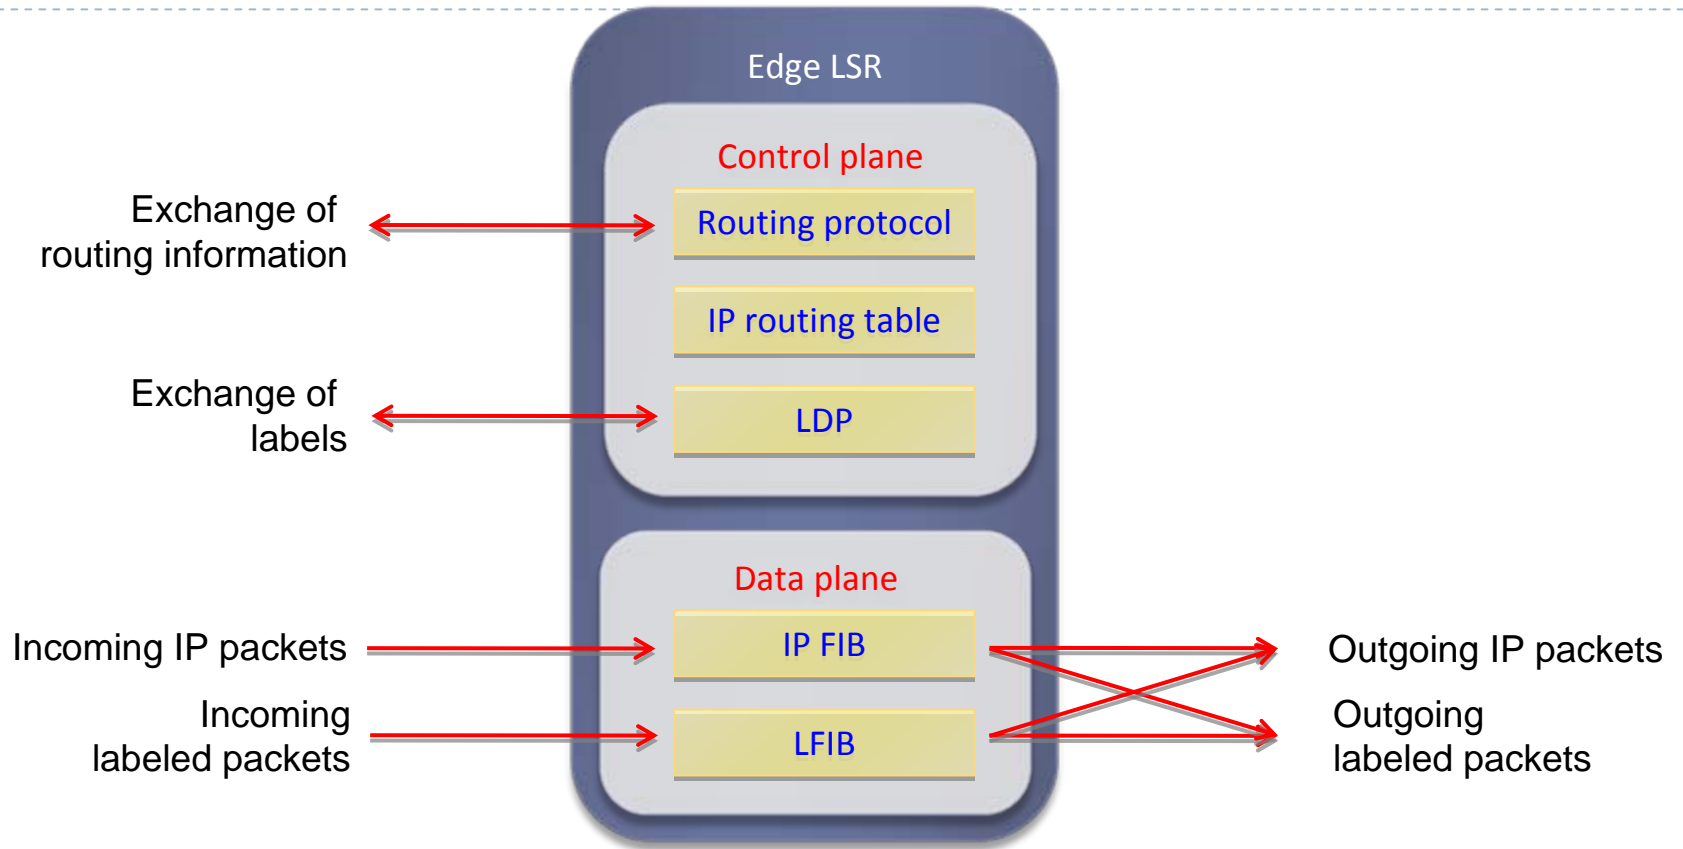 Edge LSR
Control plane
Exchange of
routing information
Routing protocol
IP routing table
Exchange of
labels
LDP
Data plane
Incoming IP packets
IP FIB
Outgoing IP packets
Incoming
labeled packets
LFIB
Outgoing
labeled packets